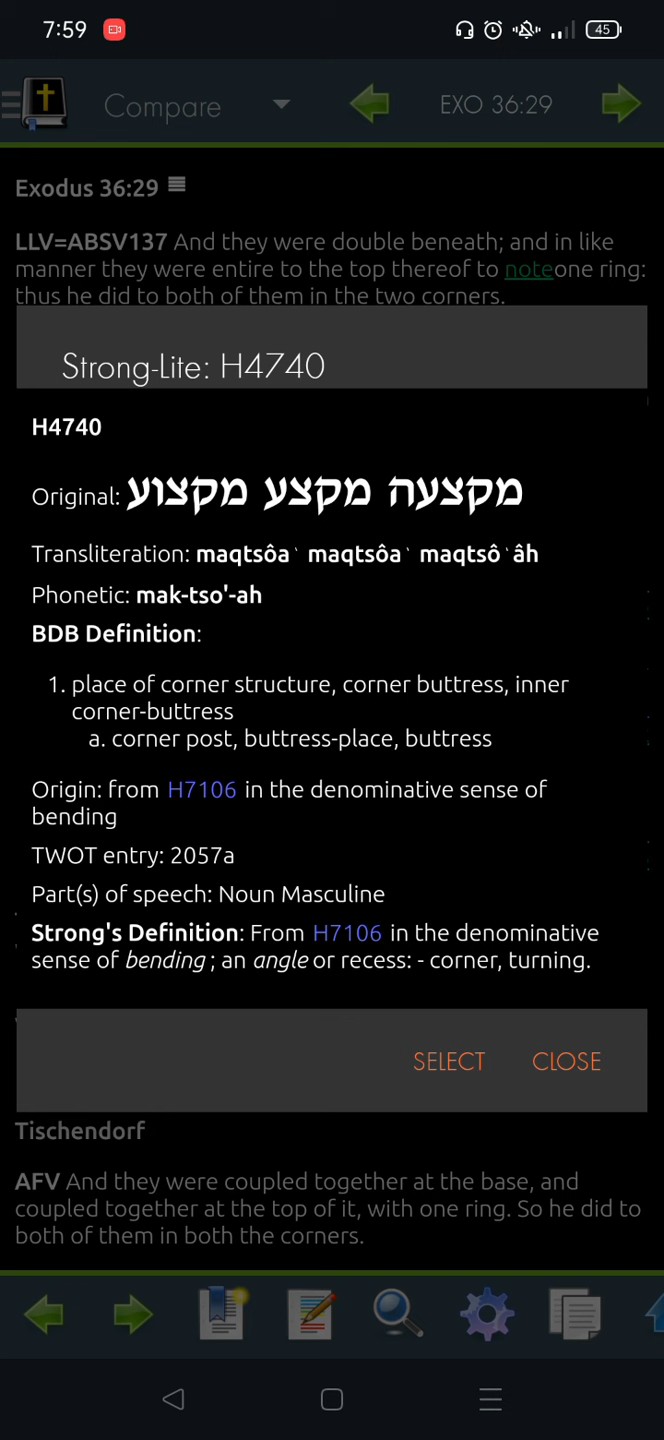 7:59
45
Compare
EXO 36:29
Exodus 36:29
LLV=ABSV137 And they were double beneath; and in like
manner they were entire to the top thereof to noteone ring:
thus he did to both of them in the two corners.
Strong-Lite: H4740
H4740
Original: מקצעה מקצע מקצוע
Transliteration: maqtsôa‛ maqtsôa‛ maqtsô‛âh
Phonetic: mak-tso'-ah
BDB Definition:
1. place of corner structure, corner buttress, inner
corner-buttress
a. corner post, buttress-place, buttress
Origin: from H7106 in the denominative sense of
bending
TWOT entry: 2057a
Part(s) of speech: Noun Masculine
Strong's Definition: From H7106 in the denominative
sense of bending; an angle or recess: - corner, turning.
SELECT
CLOSE
Tischendorf
AFV And they were coupled together at the base, and
coupled together at the top of it, with one ring. So he did to
both of them in both the corners.